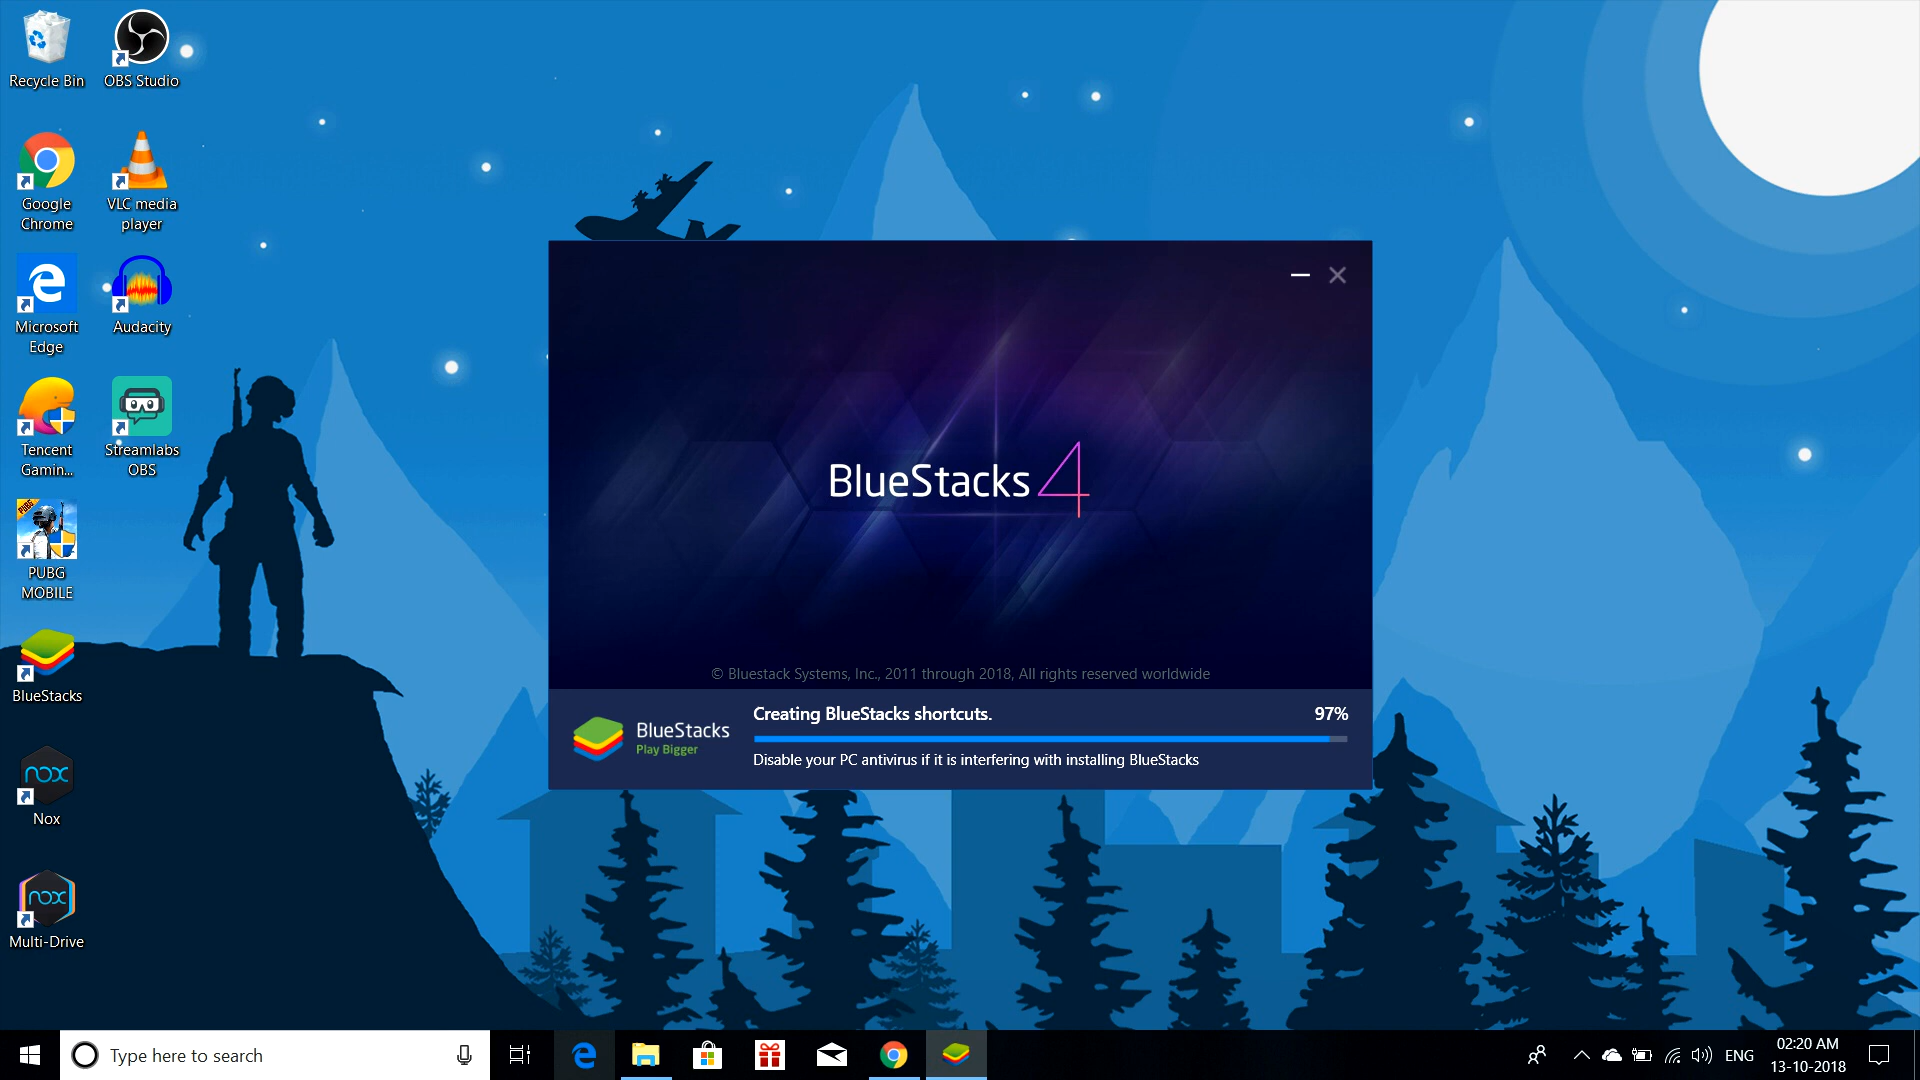 Recycle Bin
OBS Studio
Google
Chrome
VLC media
player
Microsoft
Edge
Audacity
Tencent
Gamin...
Streamlabs
OBS
PUBG
PUBG
MOBILE
BlueStacks
nox
Nox
nox
Multi-Drive
BlueStacks 4
© Bluestack Systems, Inc., 2011 through 2018, All rights reserved worldwide
BlueStacks
Play Bigger
Creating BlueStacks shortcuts.
97%
Disable your PC antivirus if it is interfering with installing BlueStacks
Type here to search
ENG
02:20 AM
13-10-2018